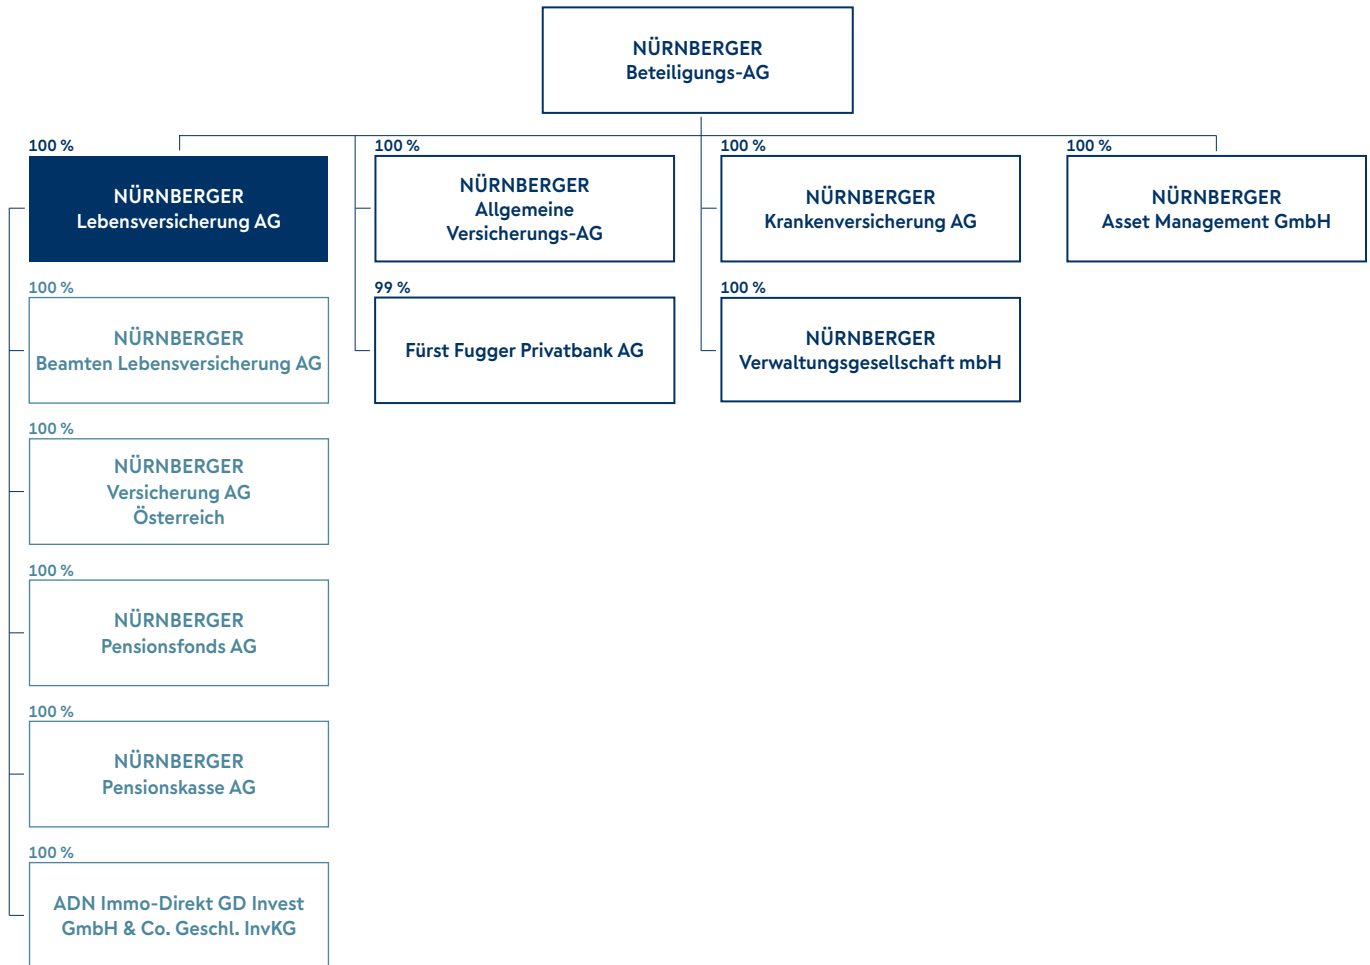 NÜRNBERGER
Beteiligungs-AG
100 %
NÜRNBERGER
Lebensversicherung AG
100 %
NÜRNBERGER
Allgemeine
Versicherungs-AG
100 %
NÜRNBERGER
Krankenversicherung AG
100 %
NÜRNBERGER
Asset Management GmbH
100 %
NÜRNBERGER
Beamten Lebensversicherung AG
99 %
Fürst Fugger Privatbank AG
100 %
NÜRNBERGER
Verwaltungsgesellschaft mbH
100 %
NÜRNBERGER
Versicherung AG
Österreich
100 %
NÜRNBERGER
Pensionsfonds AG
100 %
NÜRNBERGER
Pensionskasse AG
100 %
ADN Immo-Direkt GD Invest
GmbH & Co. Geschl. InvKG